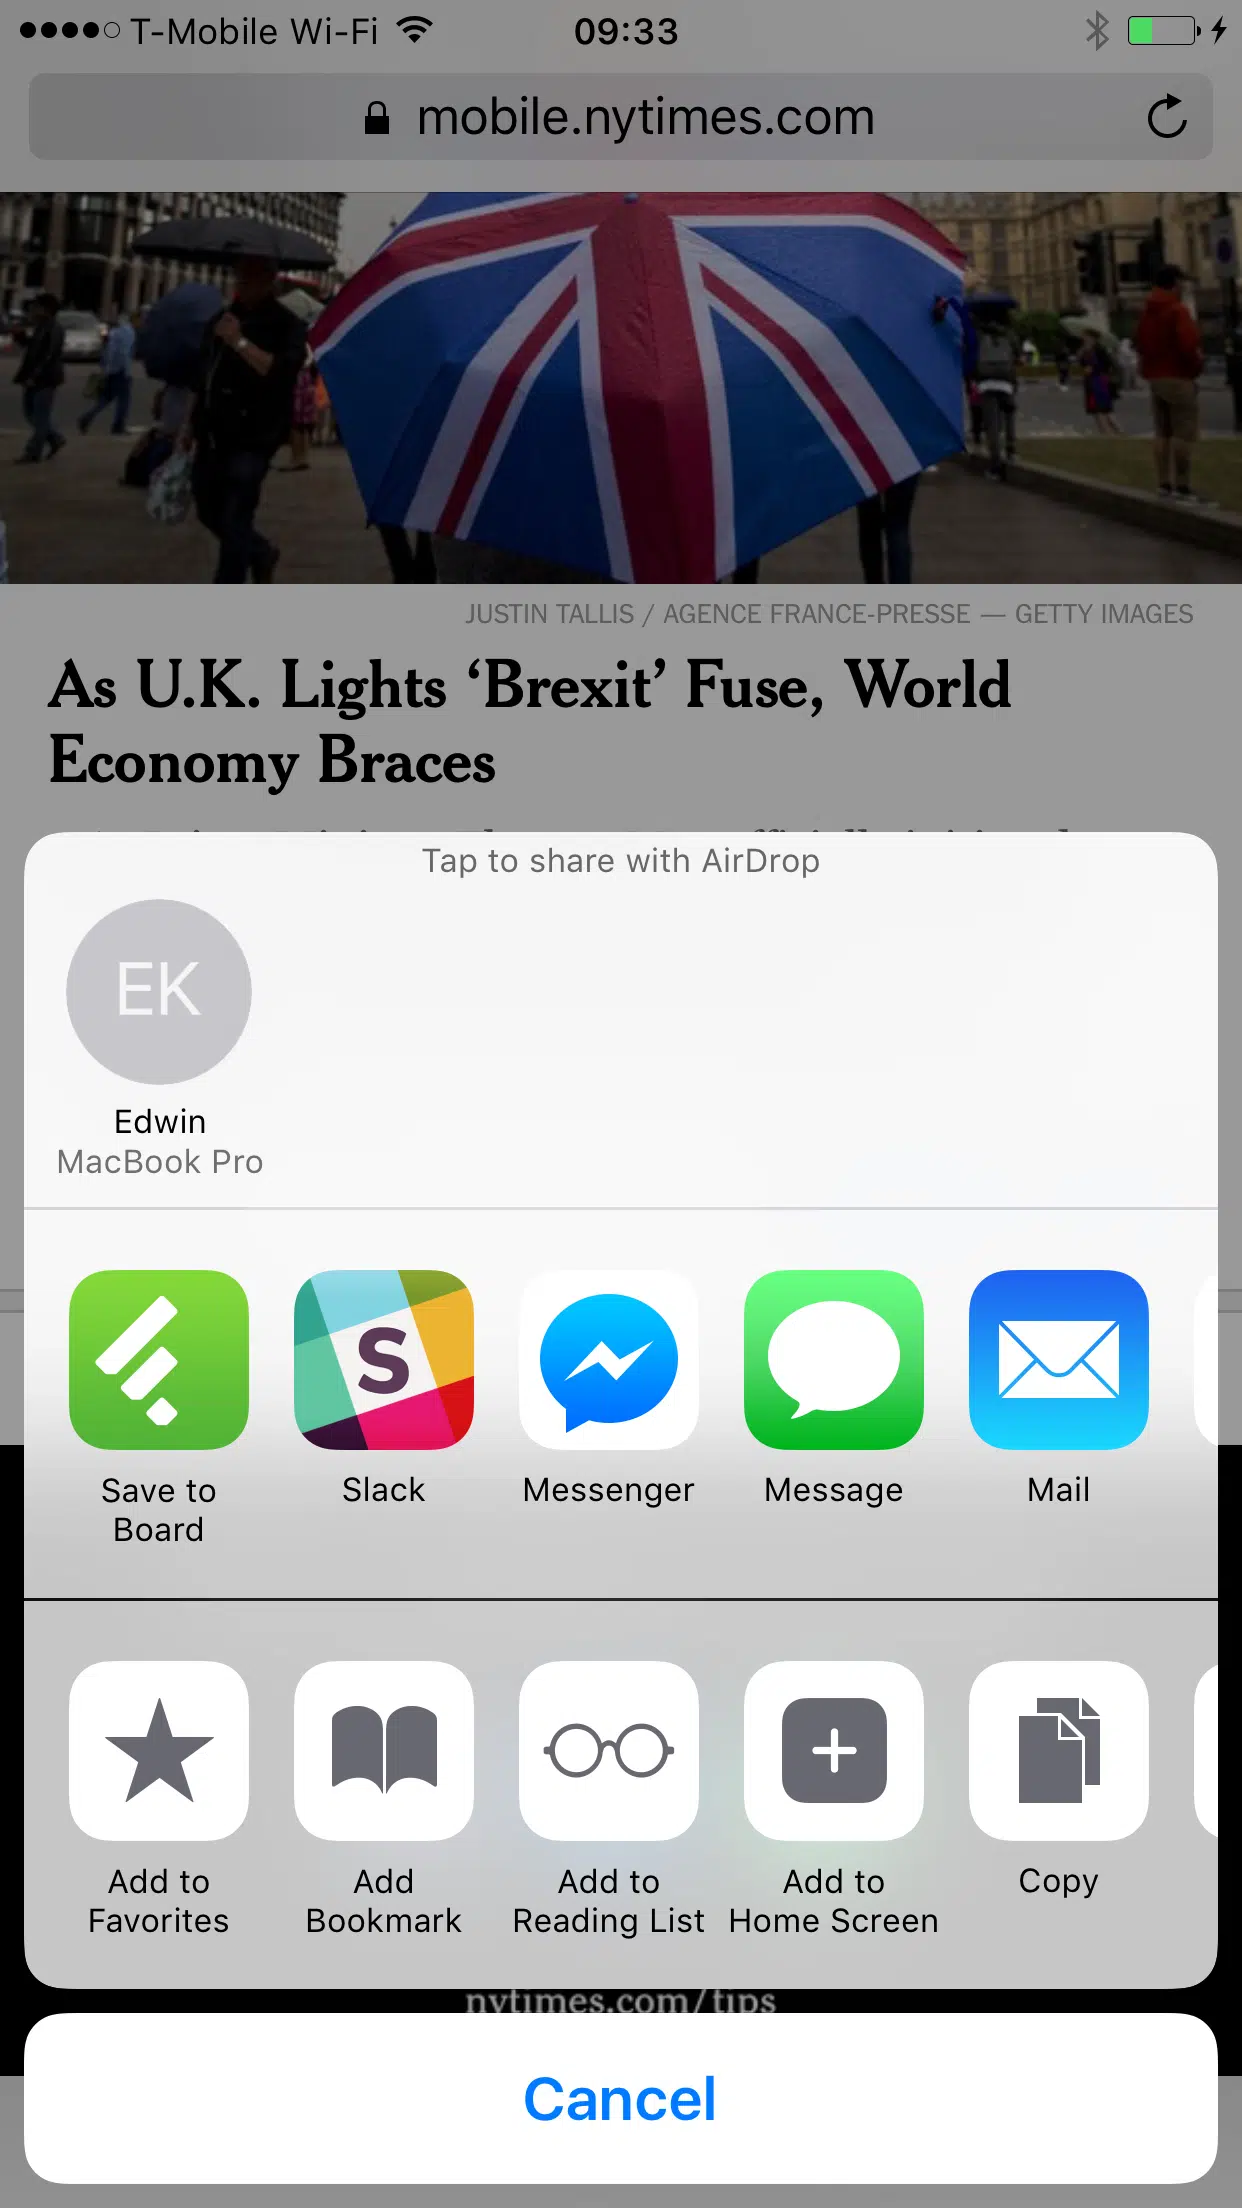 T-Mobile Wi-Fi 09:33
mobile.nytimes.com
JUSTIN TALLIS / AGENCE FRANCE-PRESSE — GETTY IMAGES
As U.K. Lights ‘Brexit’ Fuse, World
Economy Braces
Tap to share with AirDrop
EK
Edwin
MacBook Pro
S
Save to
Board
Slack
Messenger
Message
Mail
Add to
Favorites
Add
Bookmark
Add to
Reading List
Add to
Home Screen
Copy
nytimes.com/tips
Cancel